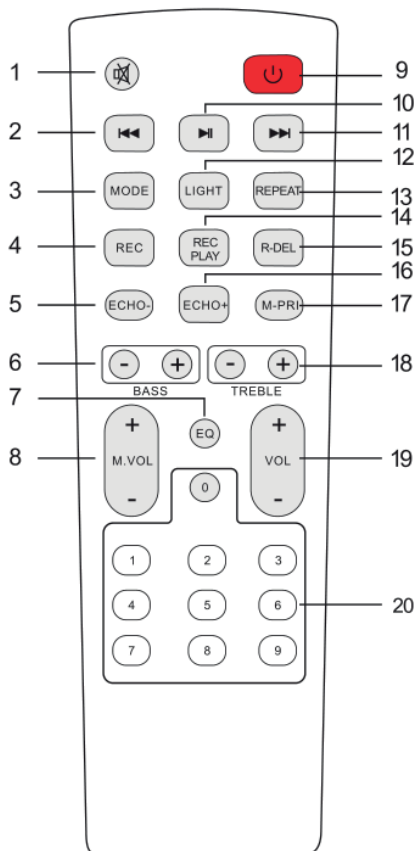 1
9
10
2
11
12
3 MODE LIGHT REPEAT
13
14
4 REC REC PLAY R-DEL 15
16
5 ECHO- ECHO+ M-PRI 17
6 - + - + 18
BASS TREBLE
7
+ EQ +
8 M.VOL VOL 19
- 0 -
1 2 3
4 5 6 20
7 8 9